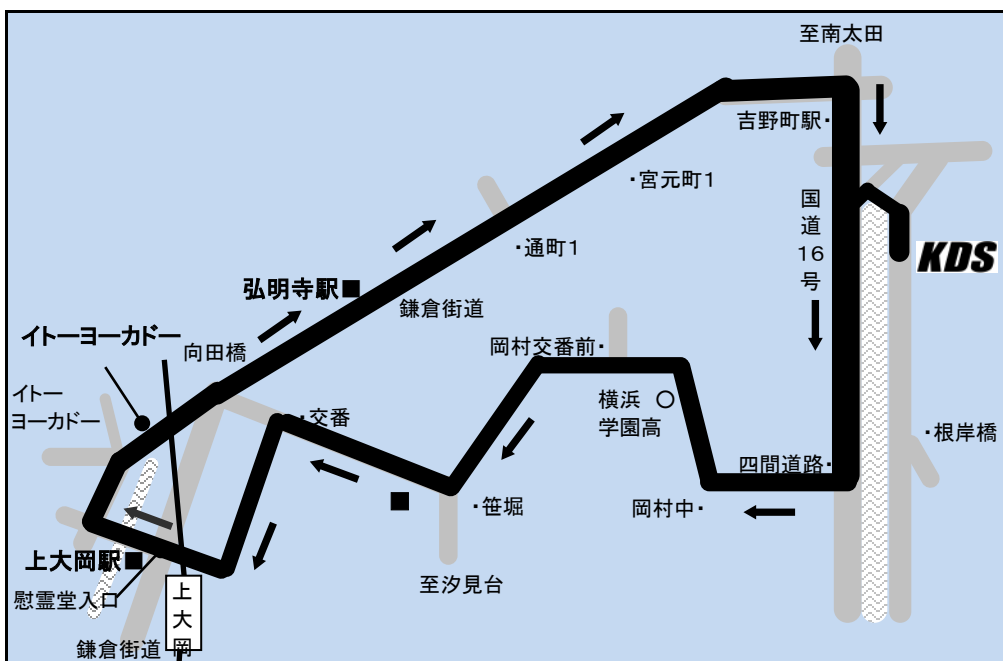 至南太田
吉野町駅・
・宮元町1
国
道
16
号
・通町1
KDS
弘明寺駅■
鎌倉街道
イトーヨーカドー
向田橋
岡村交番前・
イトー
ヨーカドー
横浜
学園高
・交番
・根岸橋
四間道路・
・笹堀
岡村中・
上大岡駅■
至汐見台
慰霊堂入口
上
大
岡
鎌倉街道